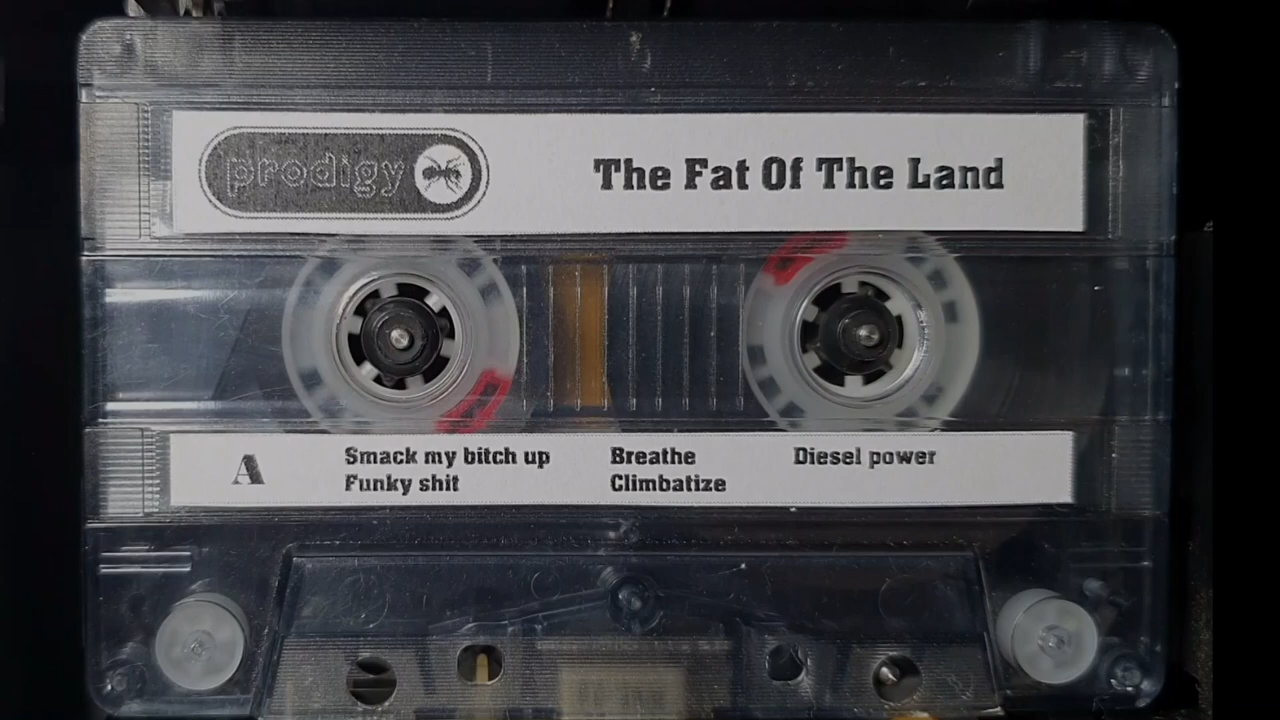 prodigy
The Fat Of The Land
A
Smack my bitch up Breathe Diesel power
Funky shit Climbatize